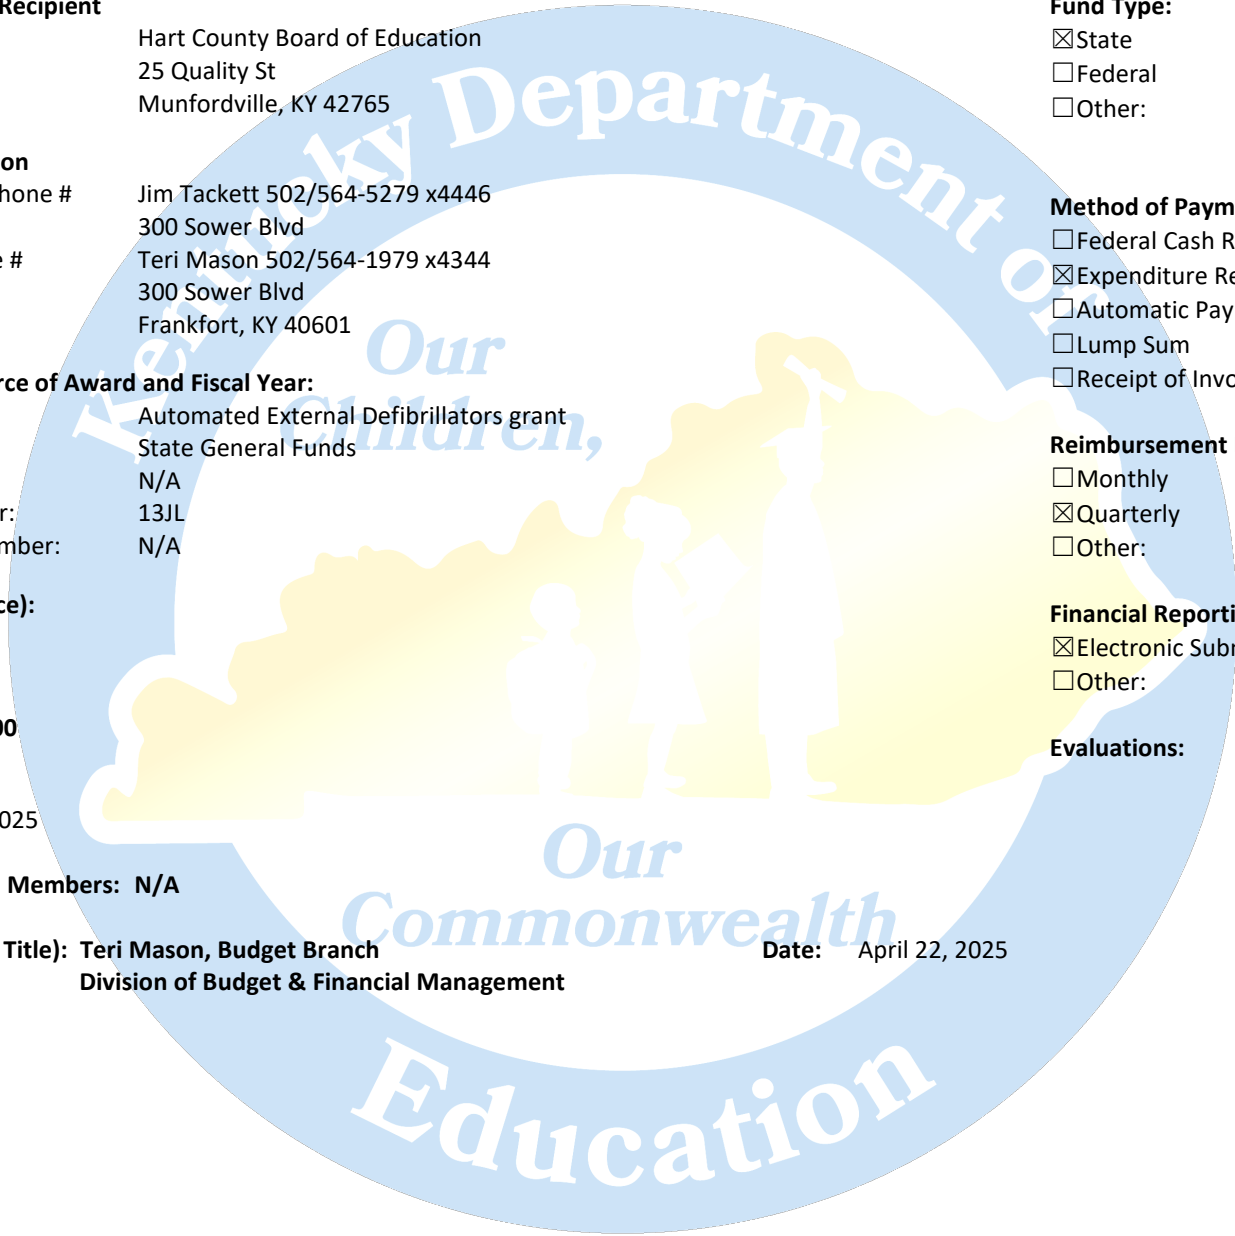 Recipient
Hart County Board of Education
25 Quality St
Munfordville, KY 42765
on
hone # Jim Tackett 502/564-5279 x4446
300 Sower Blvd
e # Teri Mason 502/564-1979 x4344
300 Sower Blvd
Frankfort, KY 40601
rce of Award and Fiscal Year:
Automated External Defibrillators grant
State General Funds
N/A
r: 13JL
mber: N/A
ce):
00
025
Members: N/A
Title): Teri Mason, Budget Branch
Division of Budget & Financial Management
Date: April 22, 2025
Fund Type:
☒State
☐Federal
☐Other:
Method of Paym
☐Federal Cash R
☒Expenditure Re
☐Automatic Pay
☐Lump Sum
☐Receipt of Invo
Reimbursement
☐Monthly
☒Quarterly
☐Other:
Financial Reporti
☒Electronic Subr
☐Other:
Evaluations:
Kentucky Department of
Education
Our
Children,
Our
Commonwealth